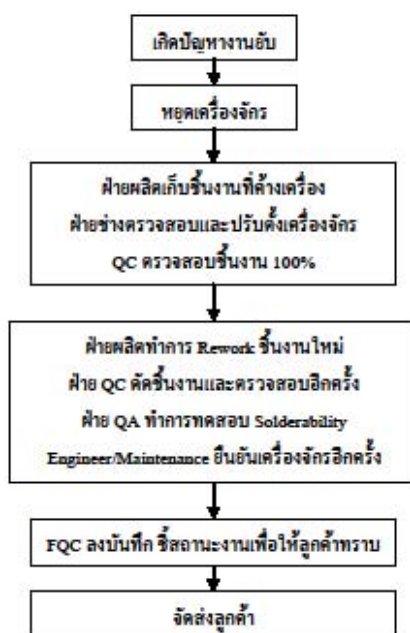 เกิดปัญหางานยับ
หยุดเครื่องจักร
ฝ่ายผลิตเก็บชิ้นงานที่ค้างเครื่อง
ฝ่ายช่างตรวจสอบและปรับตั้งเครื่องจักร
QC ตรวจสอบชิ้นงาน 100%
ฝ่ายผลิตทำการ Rework ชิ้นงานใหม่
ฝ่าย QC คัดชิ้นงานและตรวจสอบอีกครั้ง
ฝ่าย QA ทำการทดสอบ Solderability
Engineer/Maintenance ยืนยันเครื่องจักรอีกครั้ง
FQC ลงบันทึก ชี้สถานะงานเพื่อให้ลูกค้าทราบ
จัดส่งลูกค้า